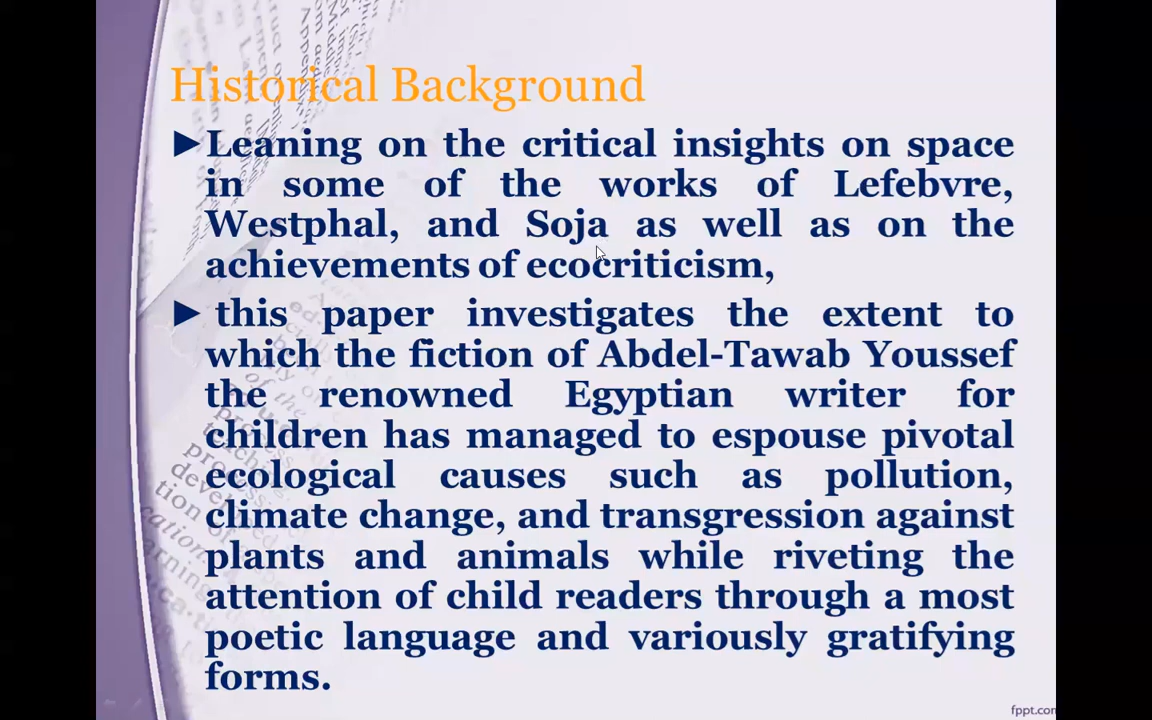 Historical Background
►Leaning on the critical insights on space
in some of the works of Lefebvre,
Westphal, and Soja as well as on the
achievements of ecocriticism,
► this paper investigates the extent to
which the fiction of Abdel-Tawab Youssef
the renowned Egyptian writer for
children has managed to espouse pivotal
ecological causes such as pollution,
climate change, and transgression against
plants and animals while riveting the
attention of child readers through a most
poetic language and variously gratifying
forms.